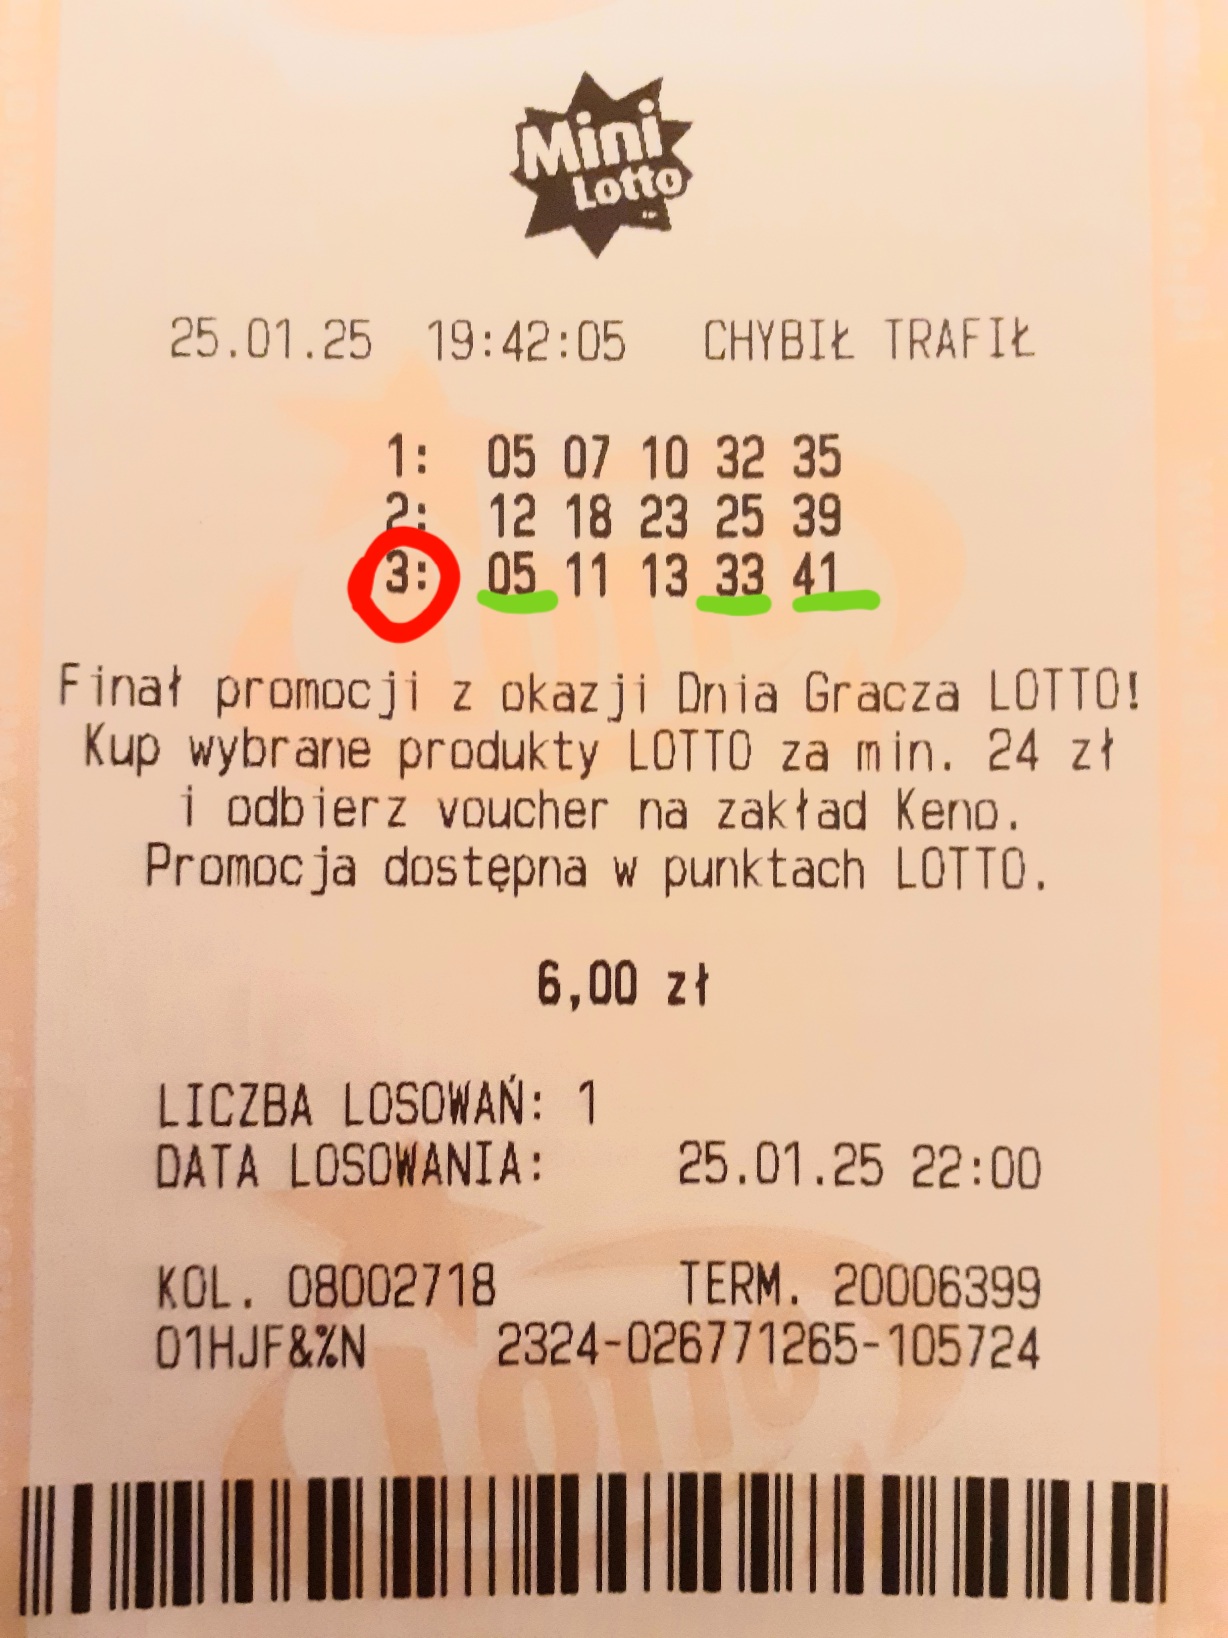 Mini
Lotto
25.01.25 19:42:05 CHYBIŁ TRAFIŁ
1: 05 07 10 32 35
2: 12 18 23 25 39
3: 05 11 13 33 41
Finał promocji z okazji Dnia Gracza LOTTO!
Kup wybrane produkty LOTTO za min. 24 zł
i odbierz voucher na zakład Keno.
Promocja dostępna w punktach LOTTO.
6,00 zł
LICZBA LOSOWAŃ: 1
DATA LOSOWANIA: 25.01.25 22:00
KOL. 08002718 TERM. 20006399
01HJF&%N 2324-026771265-105724